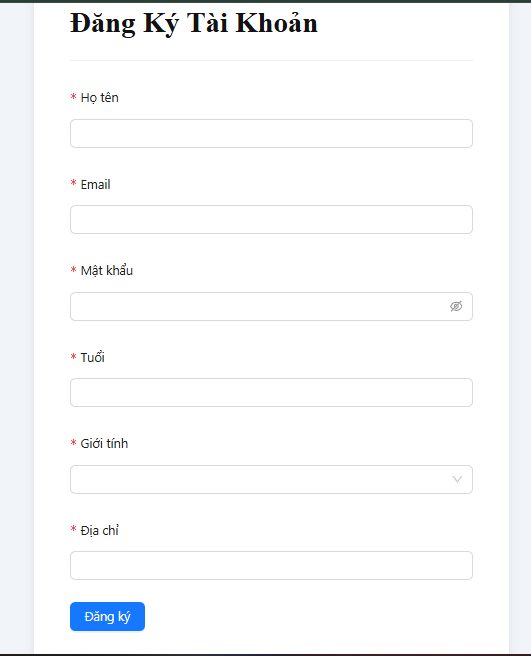 Đăng Ký Tài Khoản
* Họ tên
* Email
* Mật khẩu
* Tuổi
* Giới tính
* Địa chỉ
Đăng ký